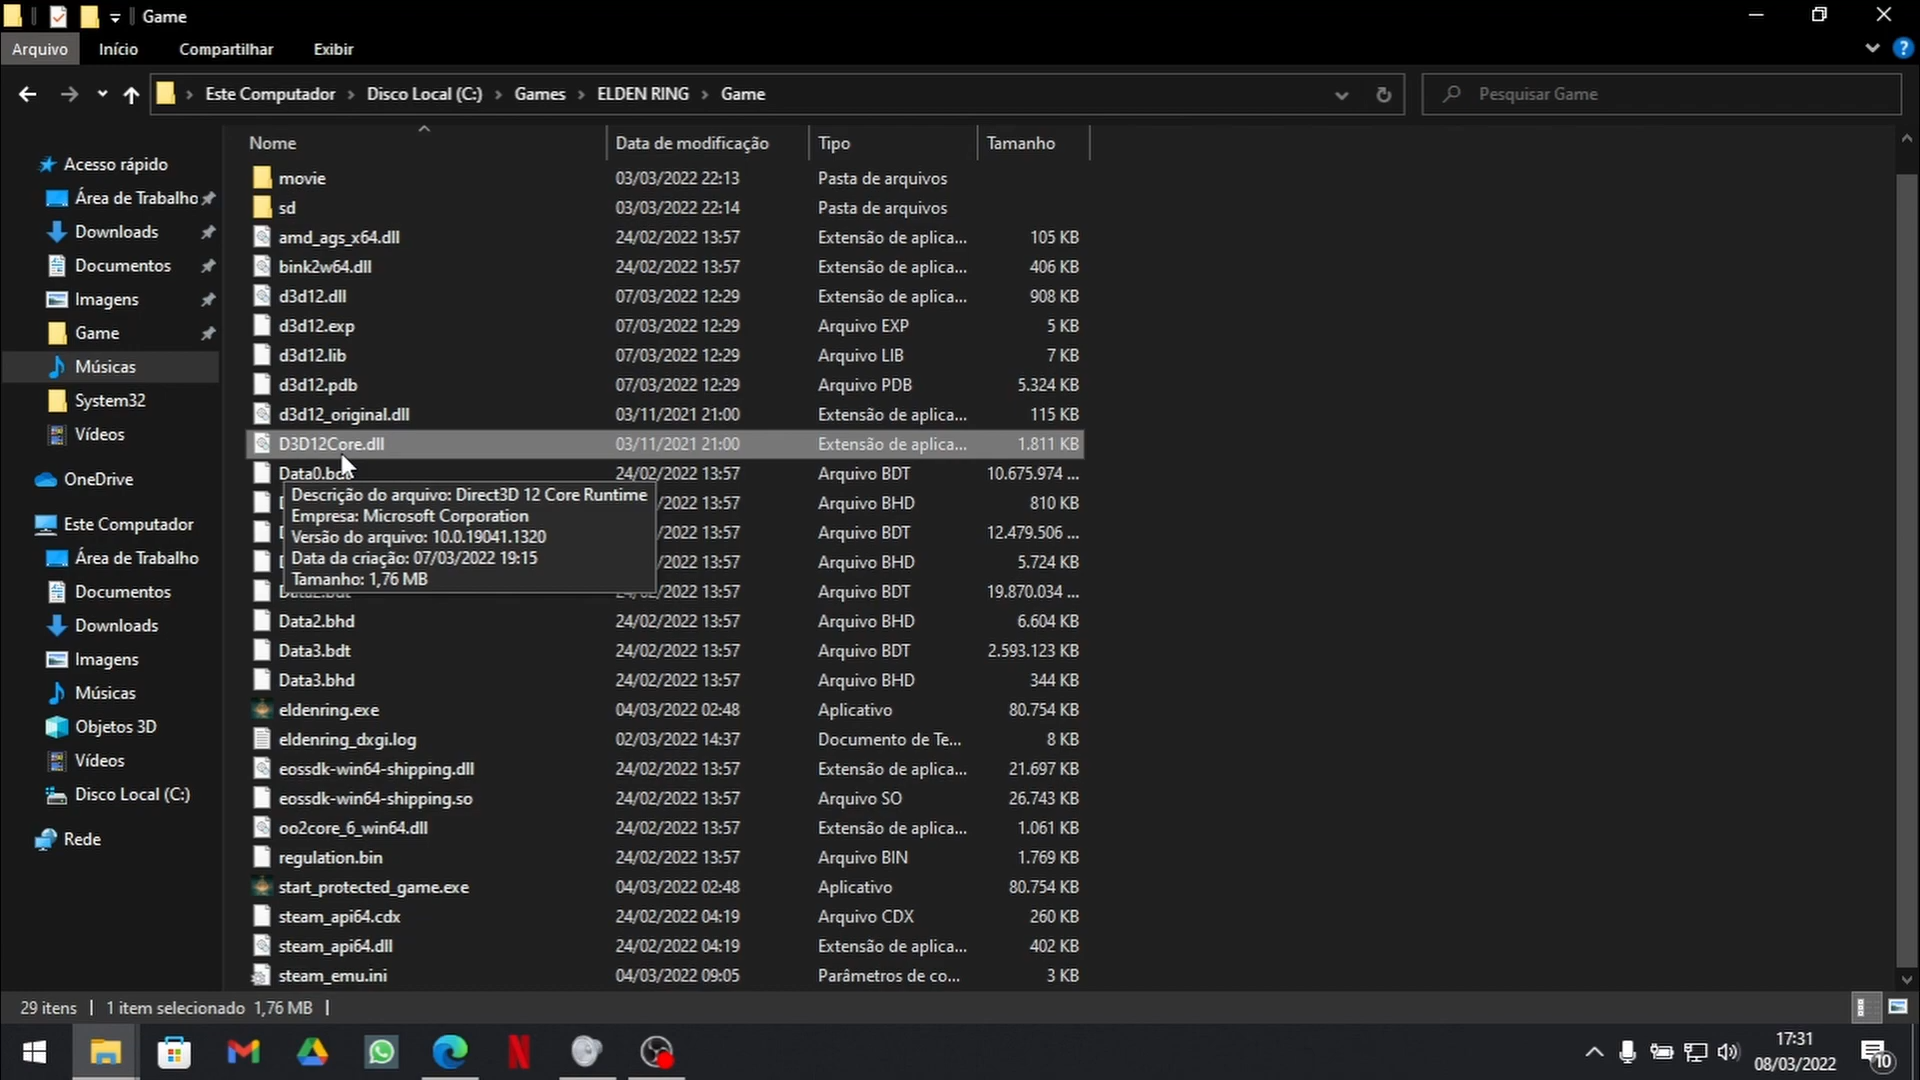 Game
Arquivo Início Compartilhar Exibir
Este Computador Disco Local (C:) Games ELDEN RING Game
Pesquisar Game
Nome Data de modificação Tipo Tamanho
Acesso rápido
Área de Trabalho
Downloads
Documentos
Imagens
Game
Músicas
System32
Vídeos
OneDrive
Este Computador
Área de Trabalho
Documentos
Downloads
Imagens
Músicas
Objetos 3D
Vídeos
Disco Local (C:)
Rede
movie 03/03/2022 22:13 Pasta de arquivos
sd 03/03/2022 22:14 Pasta de arquivos
amd_ags_x64.dll 24/02/2022 13:57 Extensão de aplica... 105 KB
bink2w64.dll 24/02/2022 13:57 Extensão de aplica... 406 KB
d3d12.dll 07/03/2022 12:29 Extensão de aplica... 908 KB
d3d12.exp 07/03/2022 12:29 Arquivo EXP 5 KB
d3d12.lib 07/03/2022 12:29 Arquivo LIB 7 KB
d3d12.pdb 07/03/2022 12:29 Arquivo PDB 5.324 KB
d3d12_original.dll 03/11/2021 21:00 Extensão de aplica... 115 KB
D3D12Core.dll 03/11/2021 21:00 Extensão de aplica... 1.811 KB
Data0.bdt 24/02/2022 13:57 Arquivo BDT 10.675.974 ...
Descrição do arquivo: Direct3D 12 Core Runtime
Empresa: Microsoft Corporation
Versão do arquivo: 10.0.19041.1320
Data da criação: 07/03/2022 19:15
Tamanho: 1,76 MB
/2022 13:57 Arquivo BHD 810 KB
/2022 13:57 Arquivo BDT 12.479.506 ...
/2022 13:57 Arquivo BHD 5.724 KB
13:57 Arquivo BDT 19.870.034 ...
Data2.bhd 24/02/2022 13:57 Arquivo BHD 6.604 KB
Data3.bdt 24/02/2022 13:57 Arquivo BDT 2.593.123 KB
Data3.bhd 24/02/2022 13:57 Arquivo BHD 344 KB
eldenring.exe 04/03/2022 02:48 Aplicativo 80.754 KB
eldenring_dxgi.log 02/03/2022 14:37 Documento de Te... 8 KB
eossdk-win64-shipping.dll 24/02/2022 13:57 Extensão de aplica... 21.697 KB
eossdk-win64-shipping.so 24/02/2022 13:57 Arquivo SO 26.743 KB
oo2core_6_win64.dll 24/02/2022 13:57 Extensão de aplica... 1.061 KB
regulation.bin 24/02/2022 13:57 Arquivo BIN 1.769 KB
start_protected_game.exe 04/03/2022 02:48 Aplicativo 80.754 KB
steam_api64.cdx 24/02/2022 04:19 Arquivo CDX 260 KB
steam_api64.dll 24/02/2022 04:19 Extensão de aplica... 402 KB
steam_emu.ini 04/03/2022 09:05 Parâmetros de co... 3 KB
29 itens 1 item selecionado 1,76 MB
17:31
08/03/2022
10